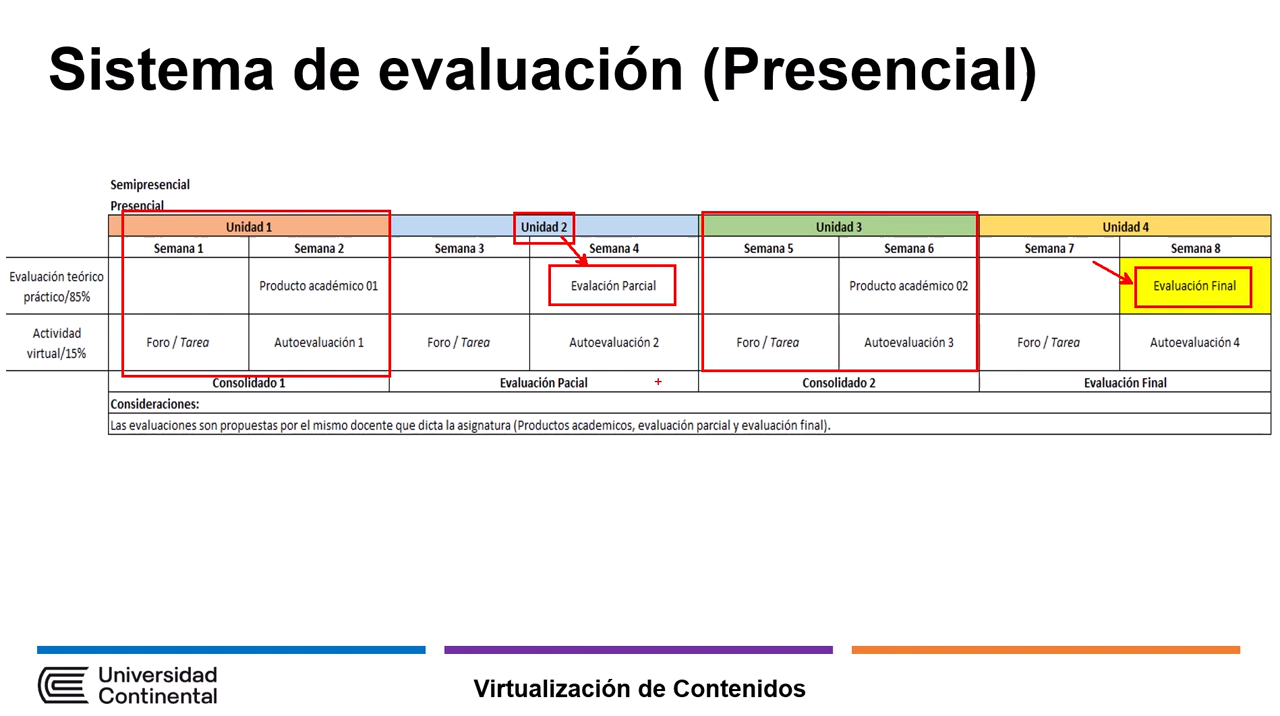 Sistema de evaluación (Presencial)
Semipresencial
Presencial
Unidad 1 Unidad 2 Unidad 3 Unidad 4
Semana 1 Semana 2 Semana 3 Semana 4 Semana 5 Semana 6 Semana 7 Semana 8
Evaluación teórico
práctico/85%
Producto académico 01 Evalación Parcial Producto académico 02 Evaluación Final
Actividad
virtual/15%
Foro / Tarea Autoevaluación 1 Foro / Tarea Autoevaluación 2 Foro / Tarea Autoevaluación 3 Foro / Tarea Autoevaluación 4
Consolidado 1 Evaluación Pacial Consolidado 2 Evaluación Final
Consideraciones:
Las evaluaciones son propuestas por el mismo docente que dicta la asignatura (Productos academicos, evaluación parcial y evaluación final).
Universidad
Continental
Virtualización de Contenidos